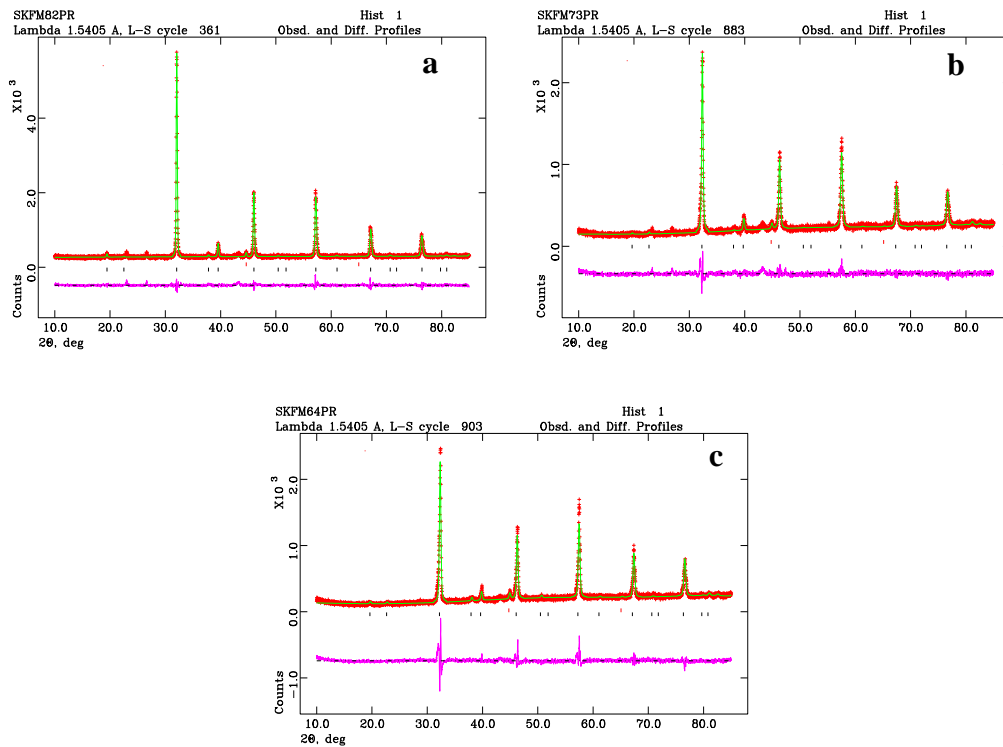 SKFM82PR Hist 1
Lambda 1.5405 A, L-S cycle 361 Obsd. and Diff. Profiles
a
X10 3
4.0
2.0
0.0
Counts
10.0 20.0 30.0 40.0 50.0 60.0 70.0 80.0
2Θ, deg
SKFM73PR Hist 1
Lambda 1.5405 A, L-S cycle 883 Obsd. and Diff. Profiles
b
X10 3
2.0
1.0
0.0
Counts
10.0 20.0 30.0 40.0 50.0 60.0 70.0 80.0
2Θ, deg
SKFM64PR Hist 1
Lambda 1.5405 A, L-S cycle 903 Obsd. and Diff. Profiles
c
X10 3
2.0
1.0
0.0
-1.0
Counts
10.0 20.0 30.0 40.0 50.0 60.0 70.0 80.0
2Θ, deg